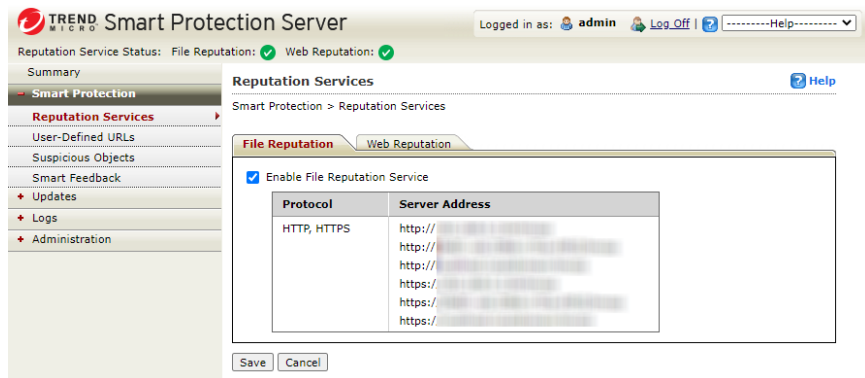 TREND MICRO Smart Protection Server
Logged in as: admin Log Off | ---------Help---------
Reputation Service Status: File Reputation: Web Reputation:
Summary
Smart Protection
Reputation Services
User-Defined URLs
Suspicious Objects
Smart Feedback
Updates
Logs
Administration
Reputation Services
Help
Smart Protection > Reputation Services
File Reputation
Web Reputation
Enable File Reputation Service
Protocol Server Address
HTTP, HTTPS http://
http://
http://
https:/
https:/
https:/
Save Cancel